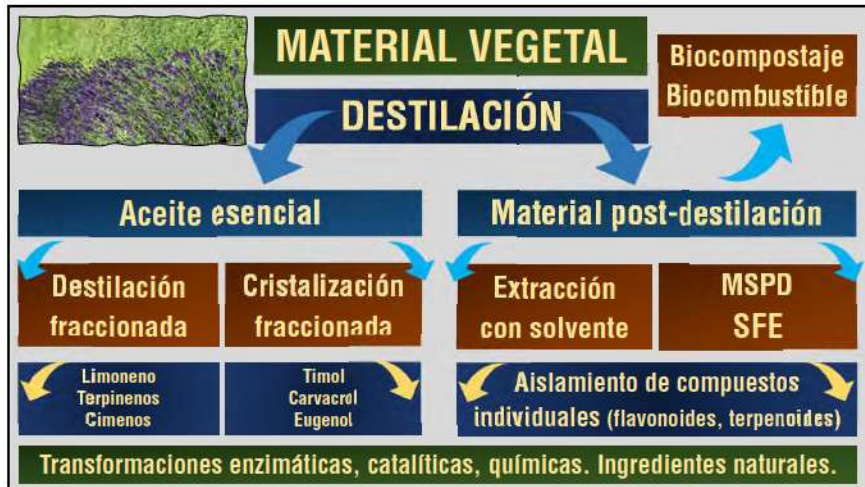 MATERIAL VEGETAL
Biocompostaje
Biocombustíble
DESTILACIÓN
Aceite esencial
Material post-destilación
Destilación
fraccionada
Cristalización
fraccionada
Extracción
con solvente
MSPD
SFE
Limoneno
Terpinenos
Cimenos
Timol
Carvacrol
Eugenol
Aislamiento de compuestos
individuales (flavonoides, terpenoides)
Transformaciones enzimáticas, catalíticas, químicas. Ingredientes naturales.